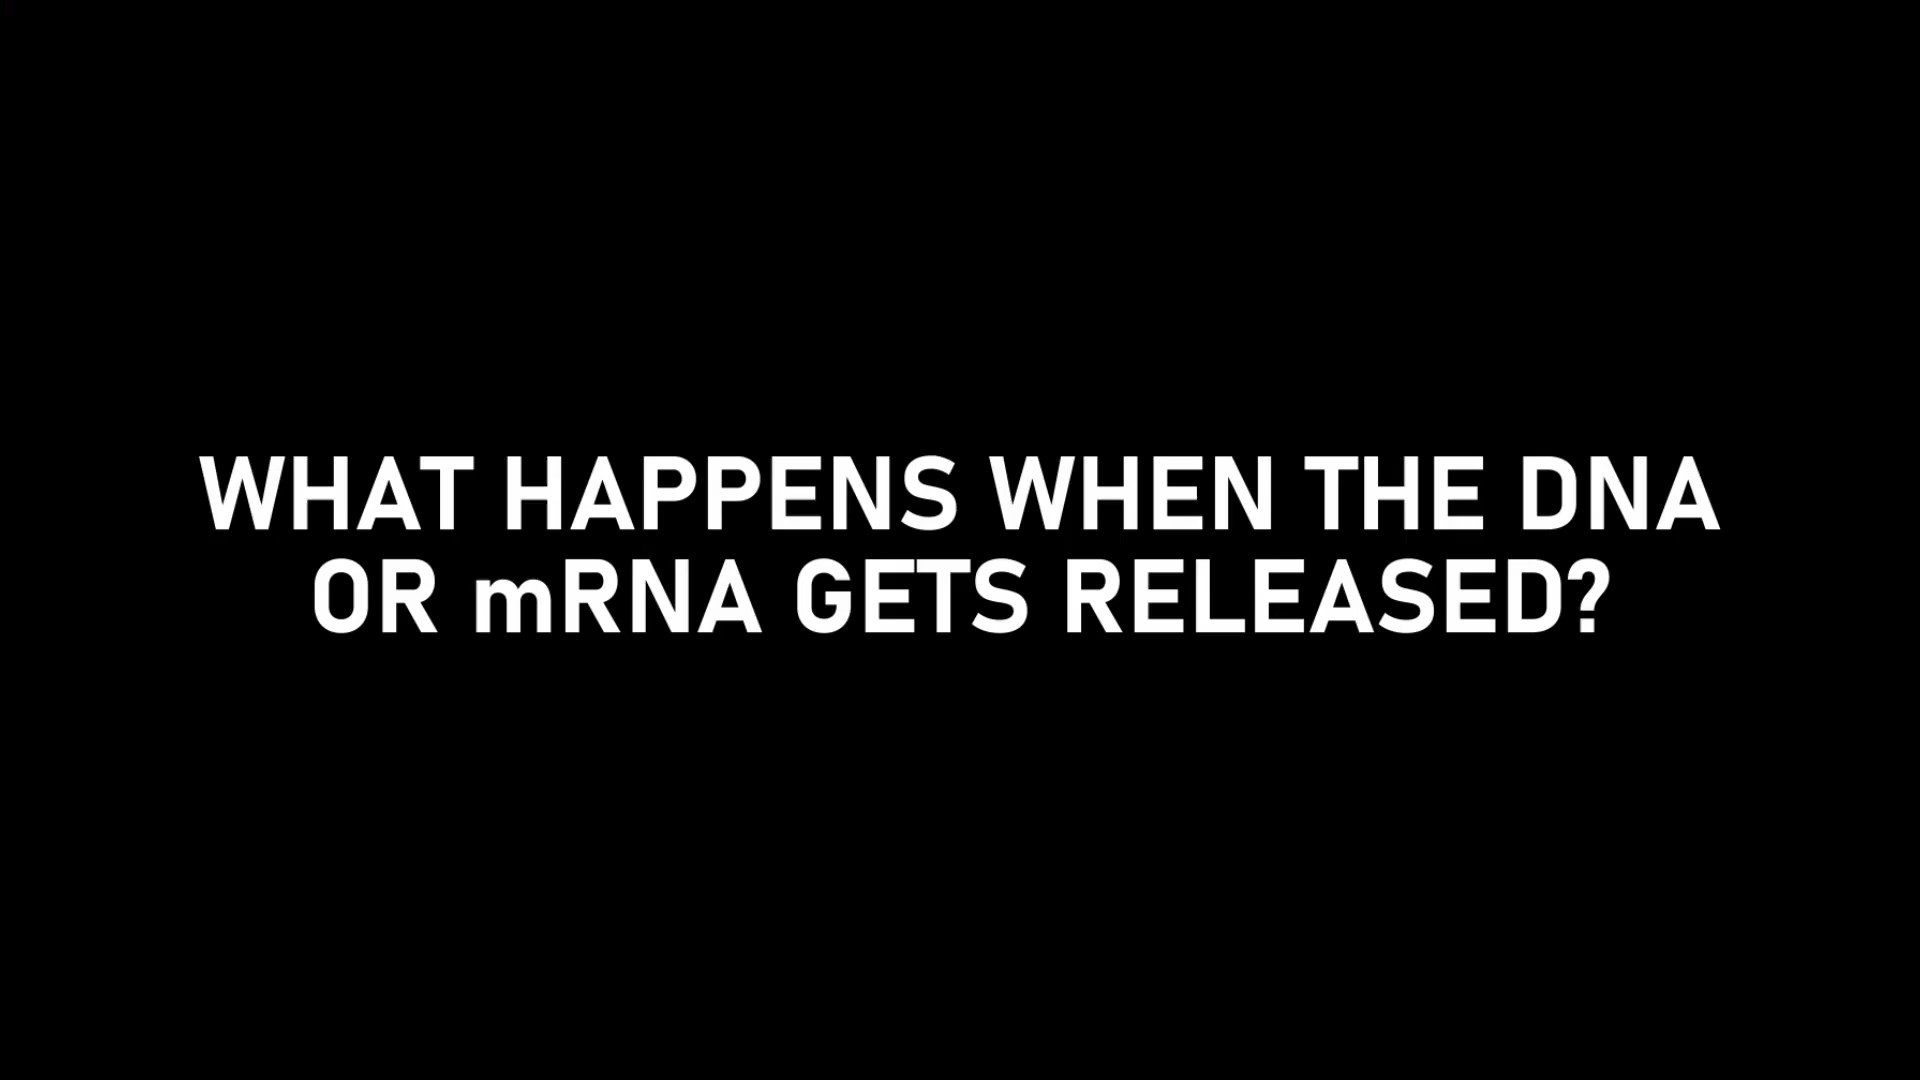 WHAT HAPPENS WHEN THE DNA
OR mRNA GETS RELEASED?